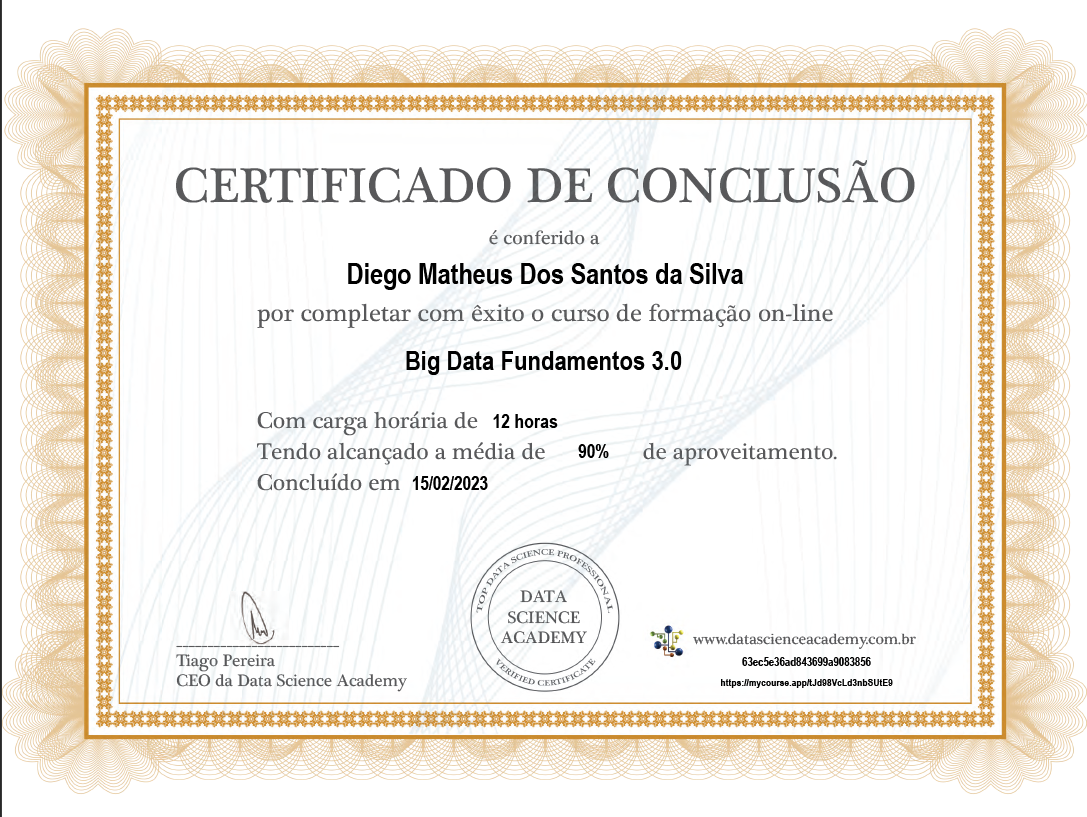 CERTIFICADO DE CONCLUSÃO
é conferido a
Diego Matheus Dos Santos da Silva
por completar com êxito o curso de formação on-line
Big Data Fundamentos 3.0
Com carga horária de 12 horas
Tendo alcançado a média de 90% de aproveitamento.
Concluído em 15/02/2023
TOP DATA SCIENCE PROFESSIONAL
DATA
SCIENCE
ACADEMY
VERIFIED CERTIFICATE
Tiago Pereira
CEO da Data Science Academy
www.datascienceacademy.com.br
63ec5e36ad843699a9083856
https://mycourse.app/tJd98VcLd3nbSUtE9